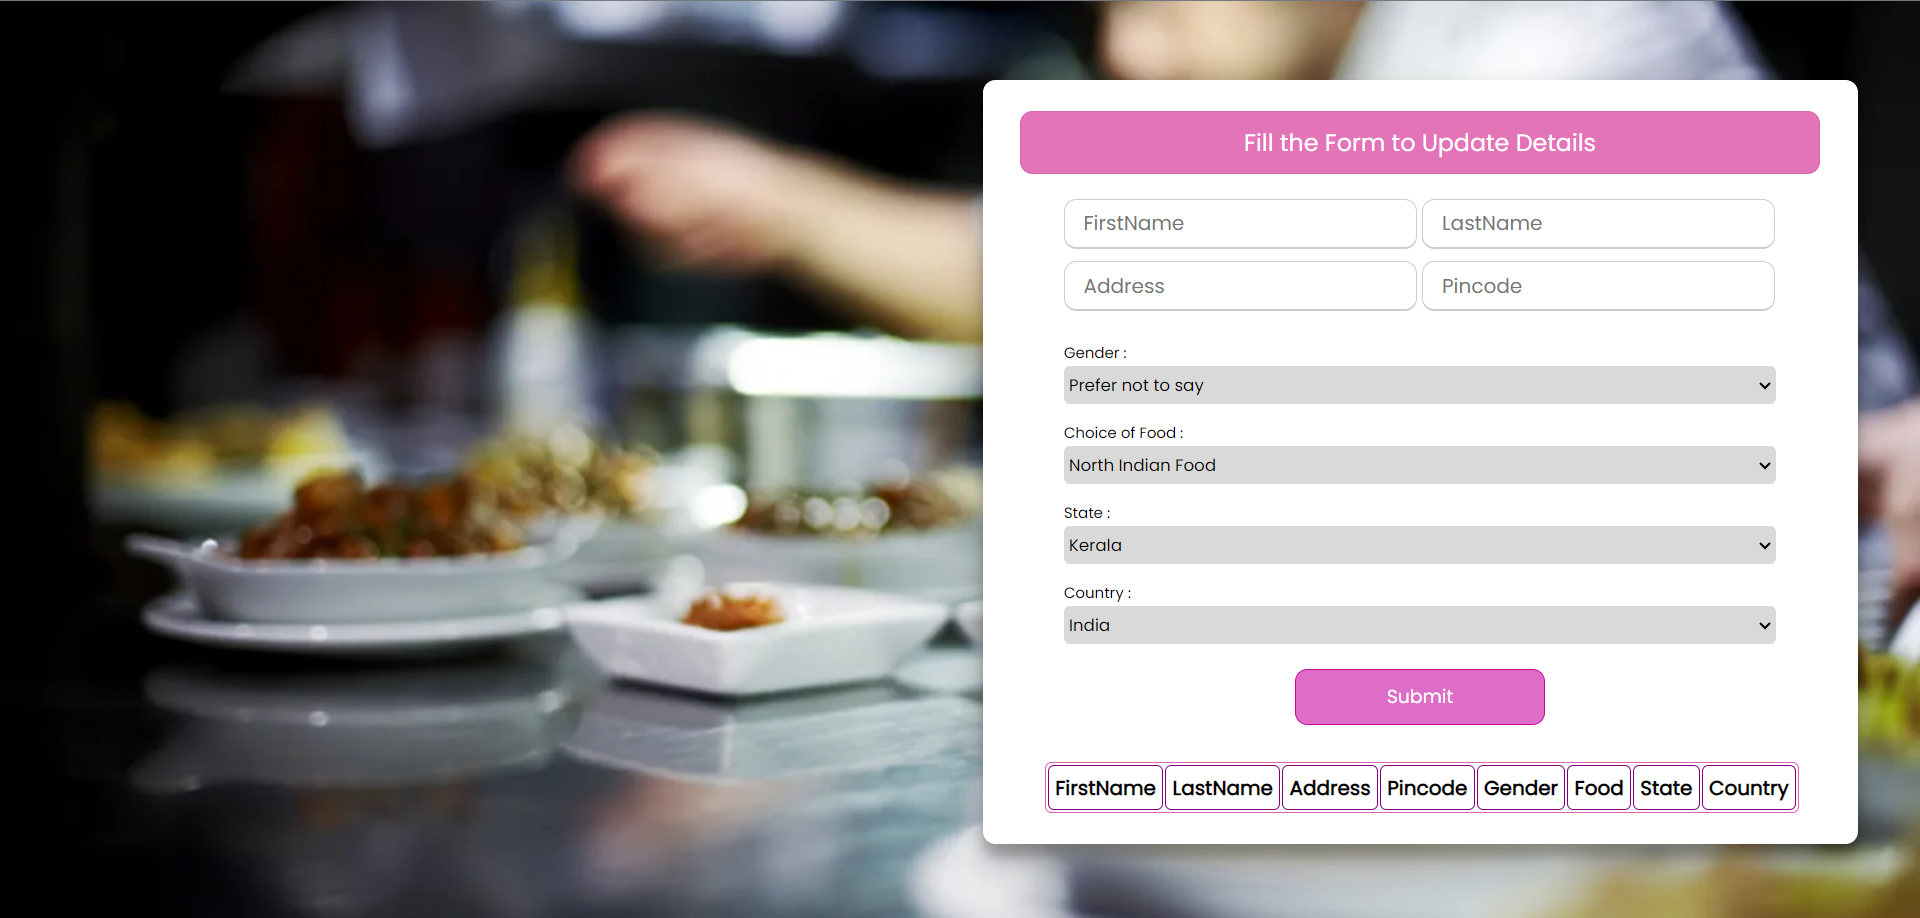 Fill the Form to Update Details
FirstName LastName
Address Pincode
Gender :
Prefer not to say
Choice of Food :
North Indian Food
State :
Kerala
Country :
India
Submit
FirstName LastName Address Pincode Gender Food State Country